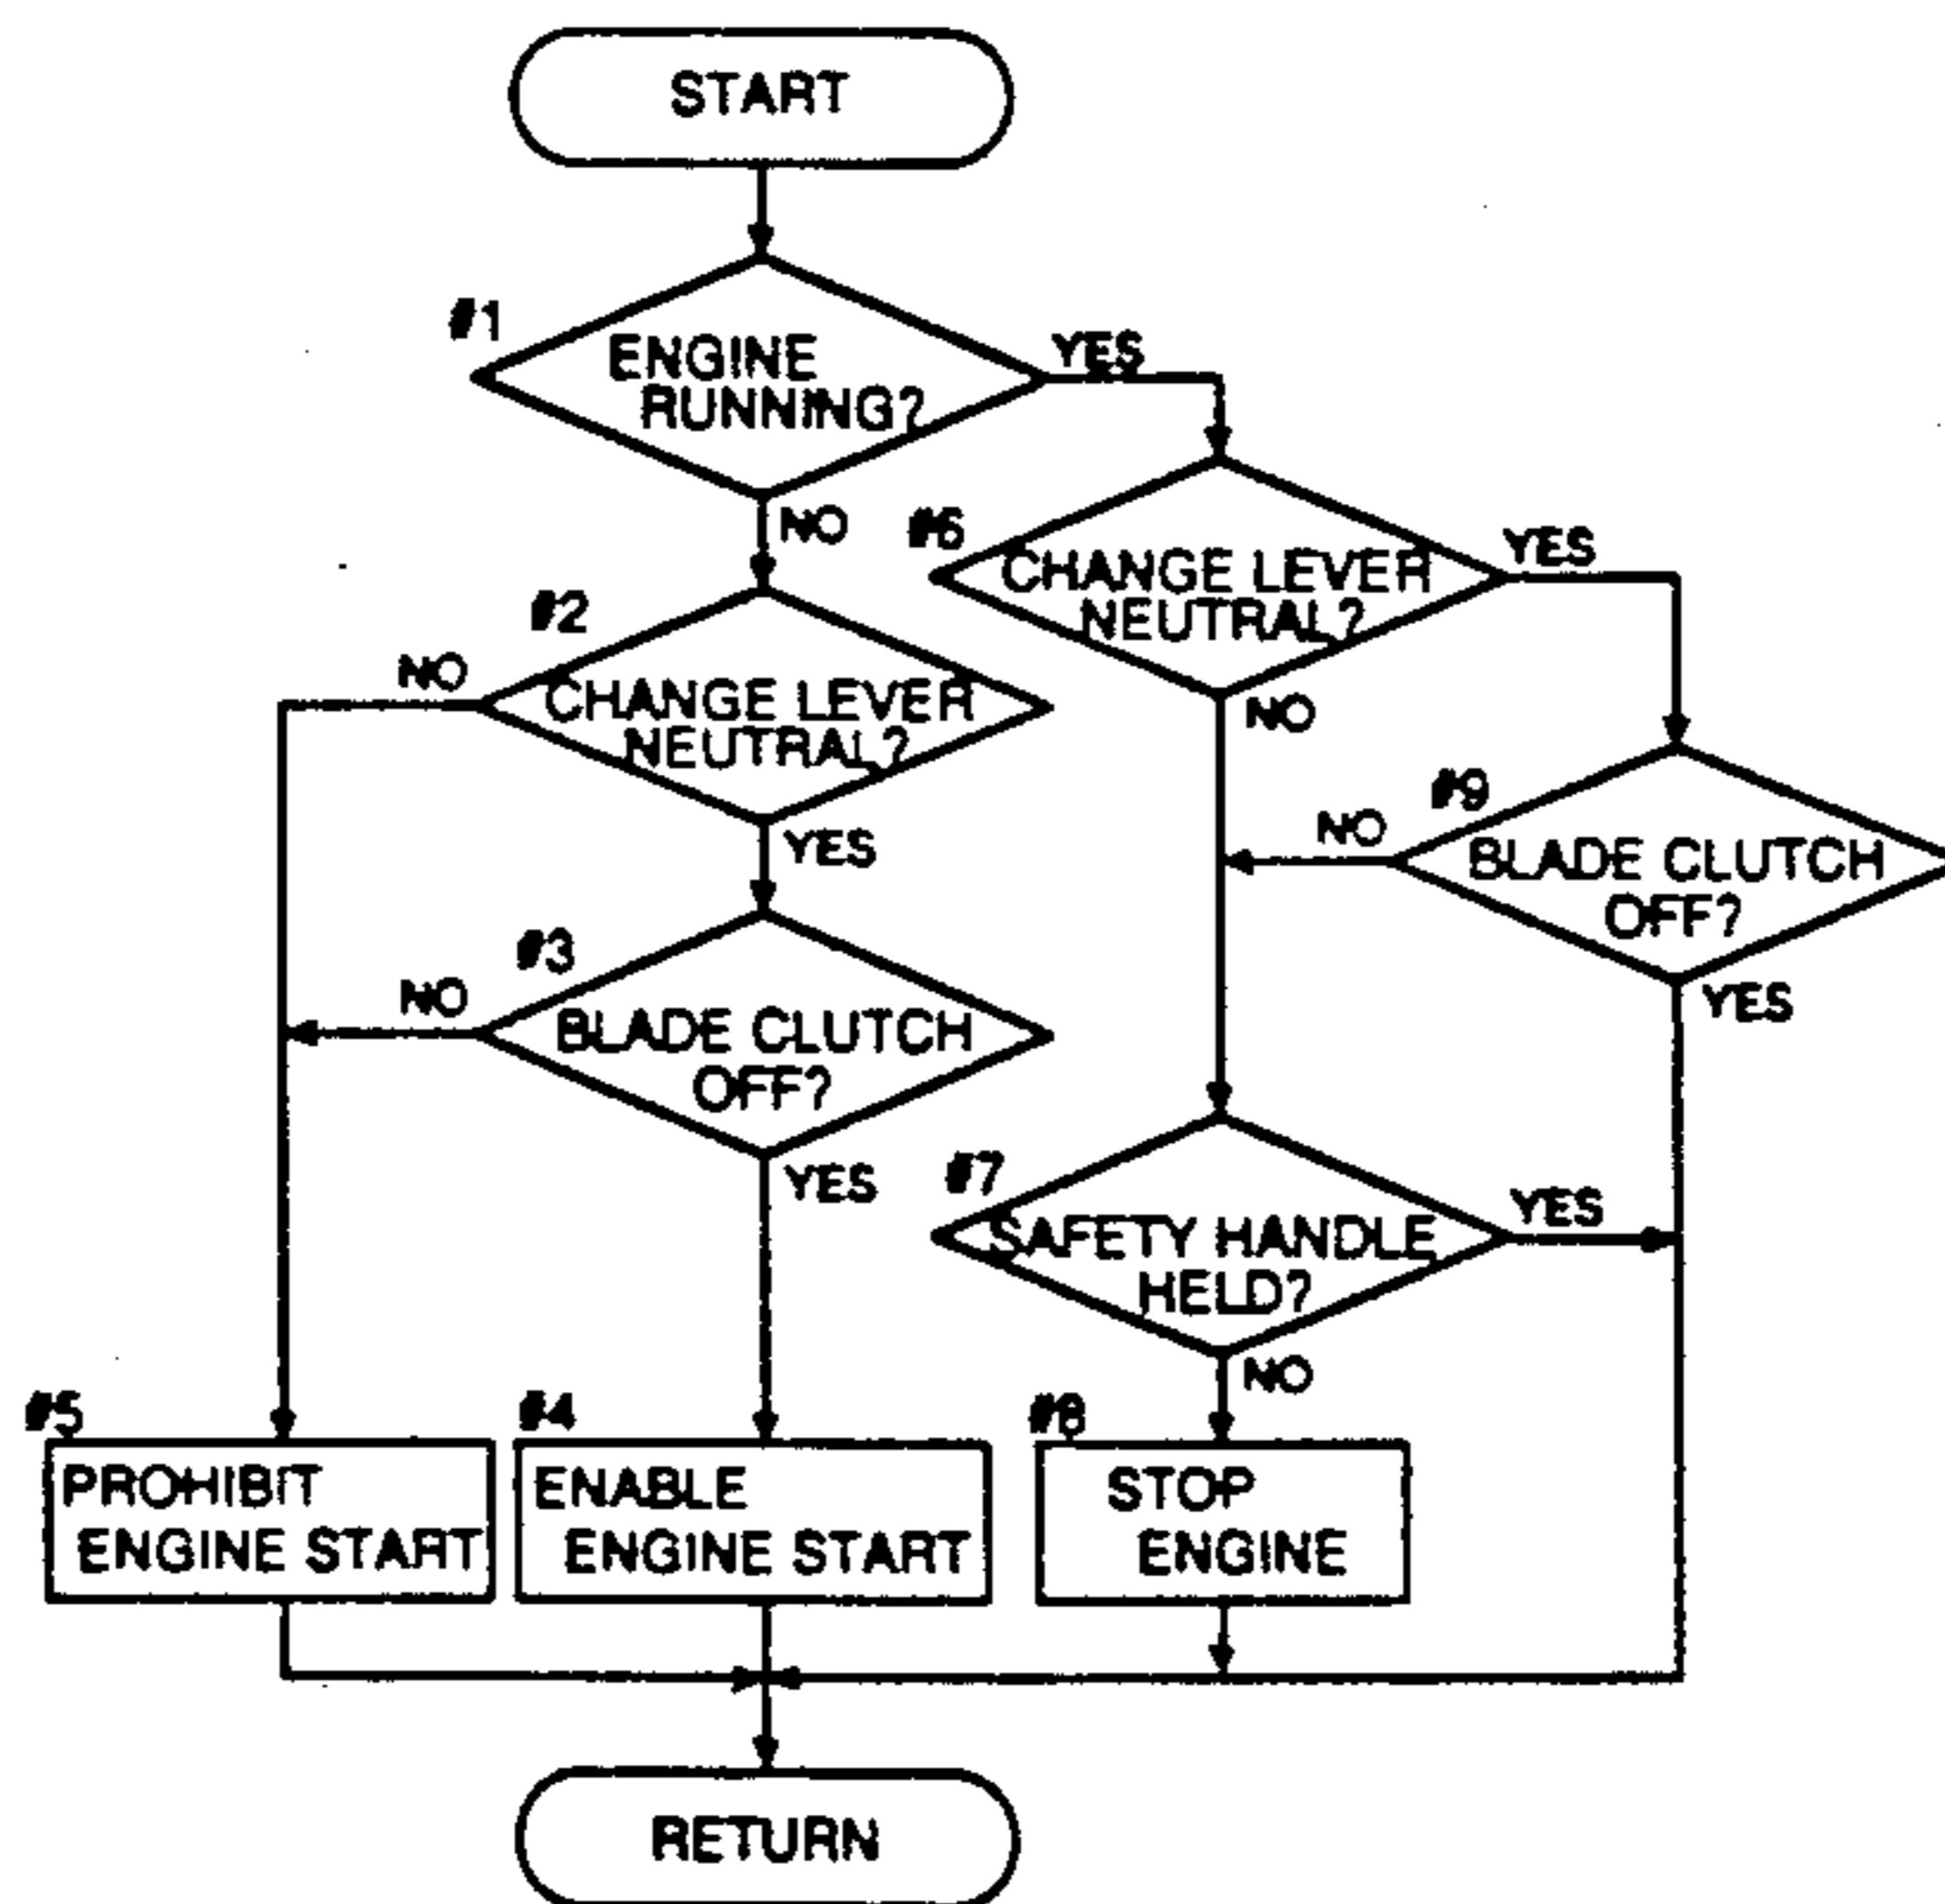 START
#1
ENGINE
RUNNING?
YES
NO
#2
CHANGE LEVER
NEUTRAL?
NO
YES
#3
BLADE CLUTCH
OFF?
NO
YES
#6
CHANGE LEVER
NEUTRAL?
YES
NO
#9
BLADE CLUTCH
OFF?
NO
YES
#7
SAFETY HANDLE
HELD?
YES
NO
#5
PROHIBIT
ENGINE START
#4
ENABLE
ENGINE START
#8
STOP
ENGINE
RETURN